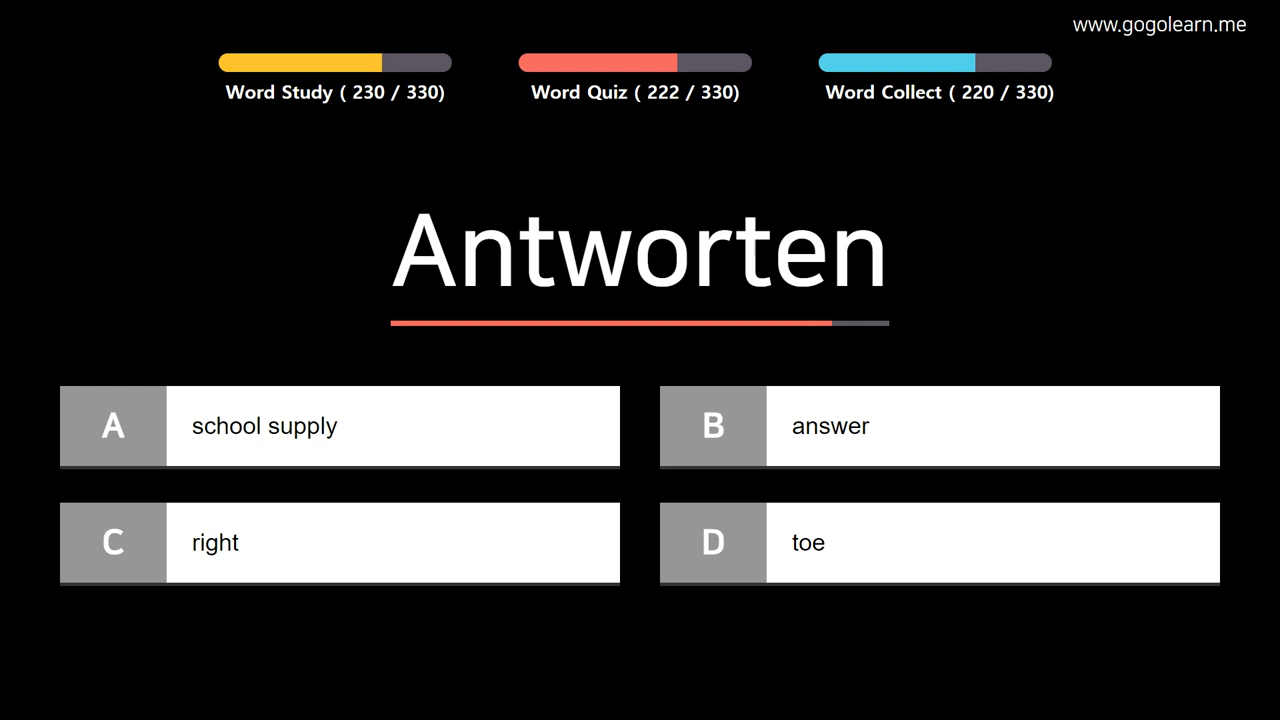 www.gogolearn.me
Word Study ( 230 / 330)
Word Quiz ( 222 / 330)
Word Collect ( 220 / 330)
Antworten
A school supply
B answer
C right
D toe